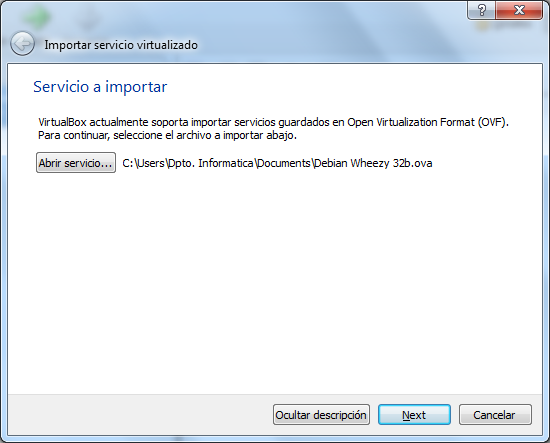 Importar servicio virtualizado
Servicio a importar
VirtualBox actualmente soporta importar servicios guardados en Open Virtualization Format (OVF).
Para continuar, seleccione el archivo a importar abajo.
Abrir servicio... C:\Users\Dpto. Informatica\Documents\Debian Wheezy 32b.ova
Ocultar descripción Next Cancelar